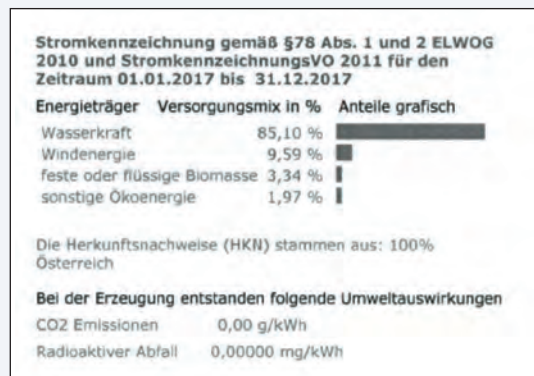 Stromkennzeichnung gemäß §78 Abs. 1 und 2 ELWOG
2010 und StromkennzeichnungsVO 2011 für den
Zeitraum 01.01.2017 bis 31.12.2017
Energieträger Versorgungsmix in % Anteile grafisch
Wasserkraft 85,10 %
Windenergie 9,59 %
feste oder flüssige Biomasse 3,34 %
sonstige Ökoenergie 1,97 %
Die Herkunftsnachweise (HKN) stammen aus: 100%
Österreich
Bei der Erzeugung entstanden folgende Umweltauswirkungen
CO2 Emissionen 0,00 g/kWh
Radioaktiver Abfall 0,00000 mg/kWh